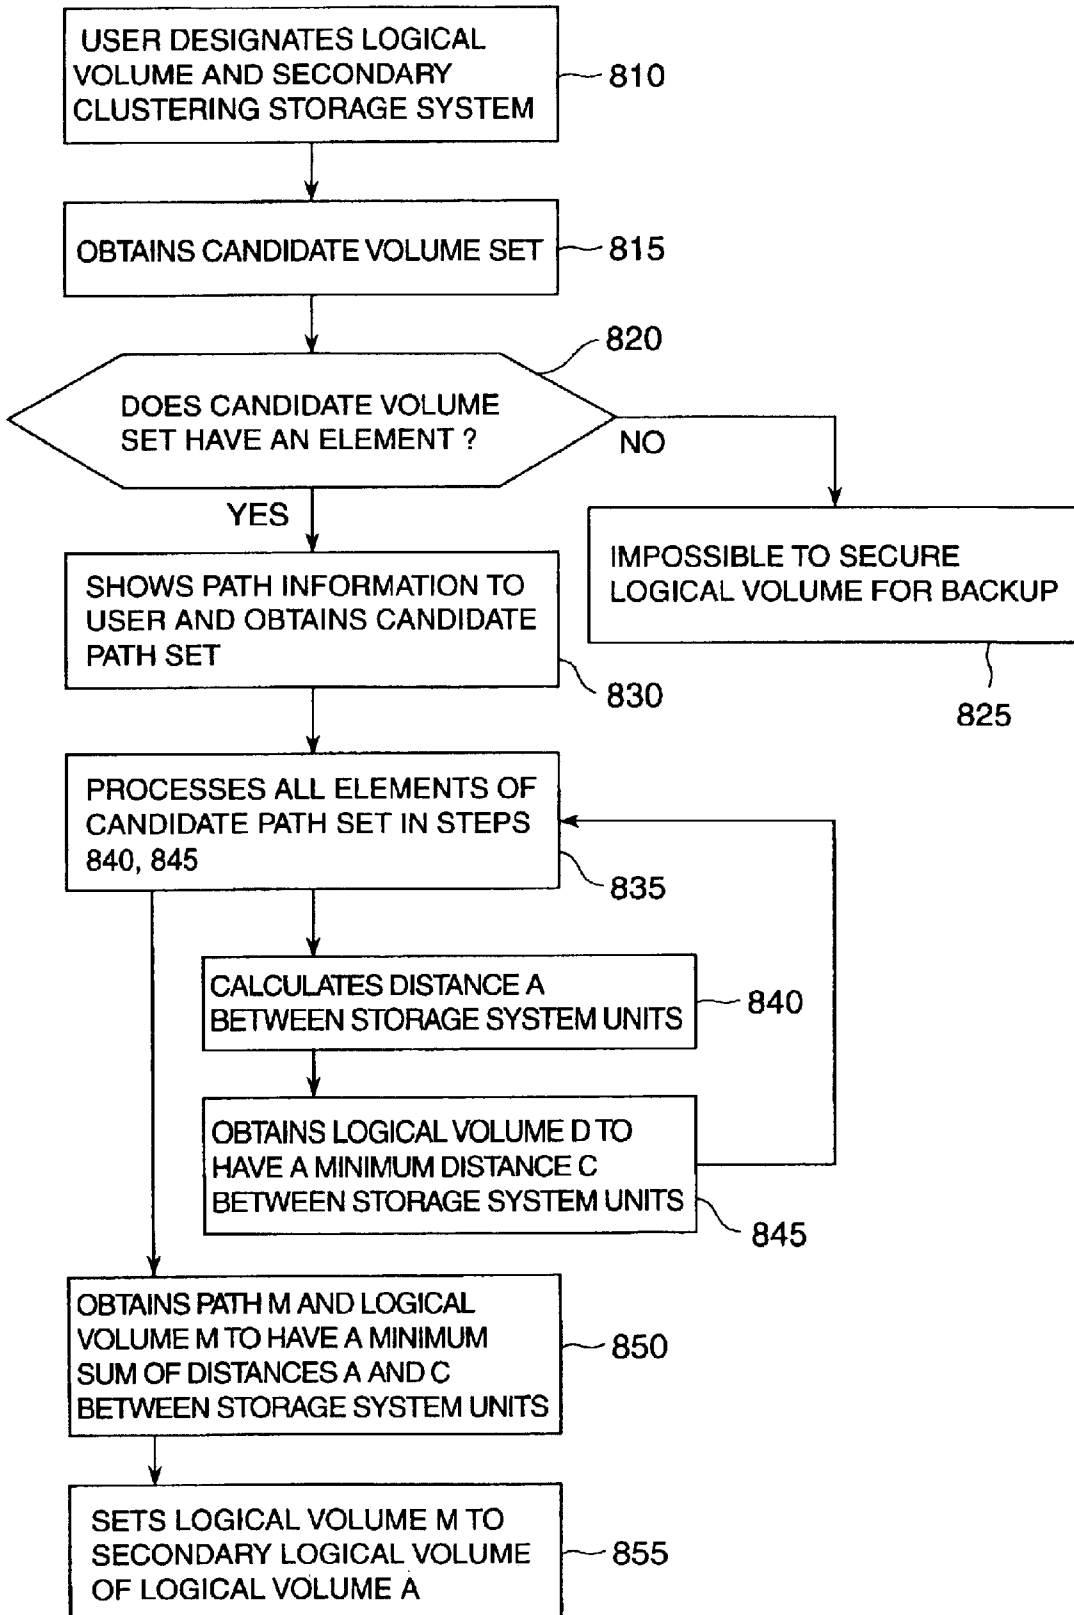 USER DESIGNATES LOGICAL
VOLUME AND SECONDARY
CLUSTERING STORAGE SYSTEM
810
OBTAINS CANDIDATE VOLUME SET
815
820
DOES CANDIDATE VOLUME
SET HAVE AN ELEMENT ?
NO
YES
IMPOSSIBLE TO SECURE
LOGICAL VOLUME FOR BACKUP
825
SHOWS PATH INFORMATION TO
USER AND OBTAINS CANDIDATE
PATH SET
830
PROCESSES ALL ELEMENTS OF
CANDIDATE PATH SET IN STEPS
840, 845
835
CALCULATES DISTANCE A
BETWEEN STORAGE SYSTEM UNITS
840
OBTAINS LOGICAL VOLUME D TO
HAVE A MINIMUM DISTANCE C
BETWEEN STORAGE SYSTEM UNITS
845
OBTAINS PATH M AND LOGICAL
VOLUME M TO HAVE A MINIMUM
SUM OF DISTANCES A AND C
BETWEEN STORAGE SYSTEM UNITS
850
SETS LOGICAL VOLUME M TO
SECONDARY LOGICAL VOLUME
OF LOGICAL VOLUME A
855